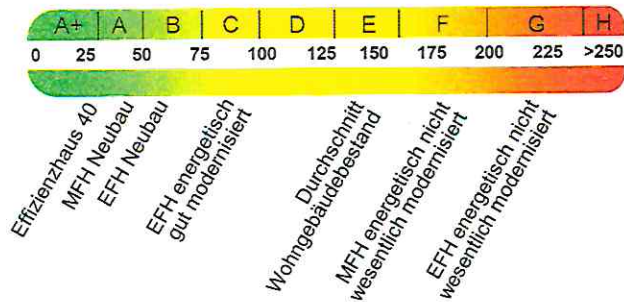 A+ A B C D E F G H
0 25 50 75 100 125 150 175 200 225 >250
Effizienzhaus 40
MFH Neubau
EFH Neubau
EFH energetisch
gut modernisiert
Durchschnitt
Wohngebäudebestand
MFH energetisch nicht
wesentlich modernisiert
EFH energetisch nicht
wesentlich modernisiert